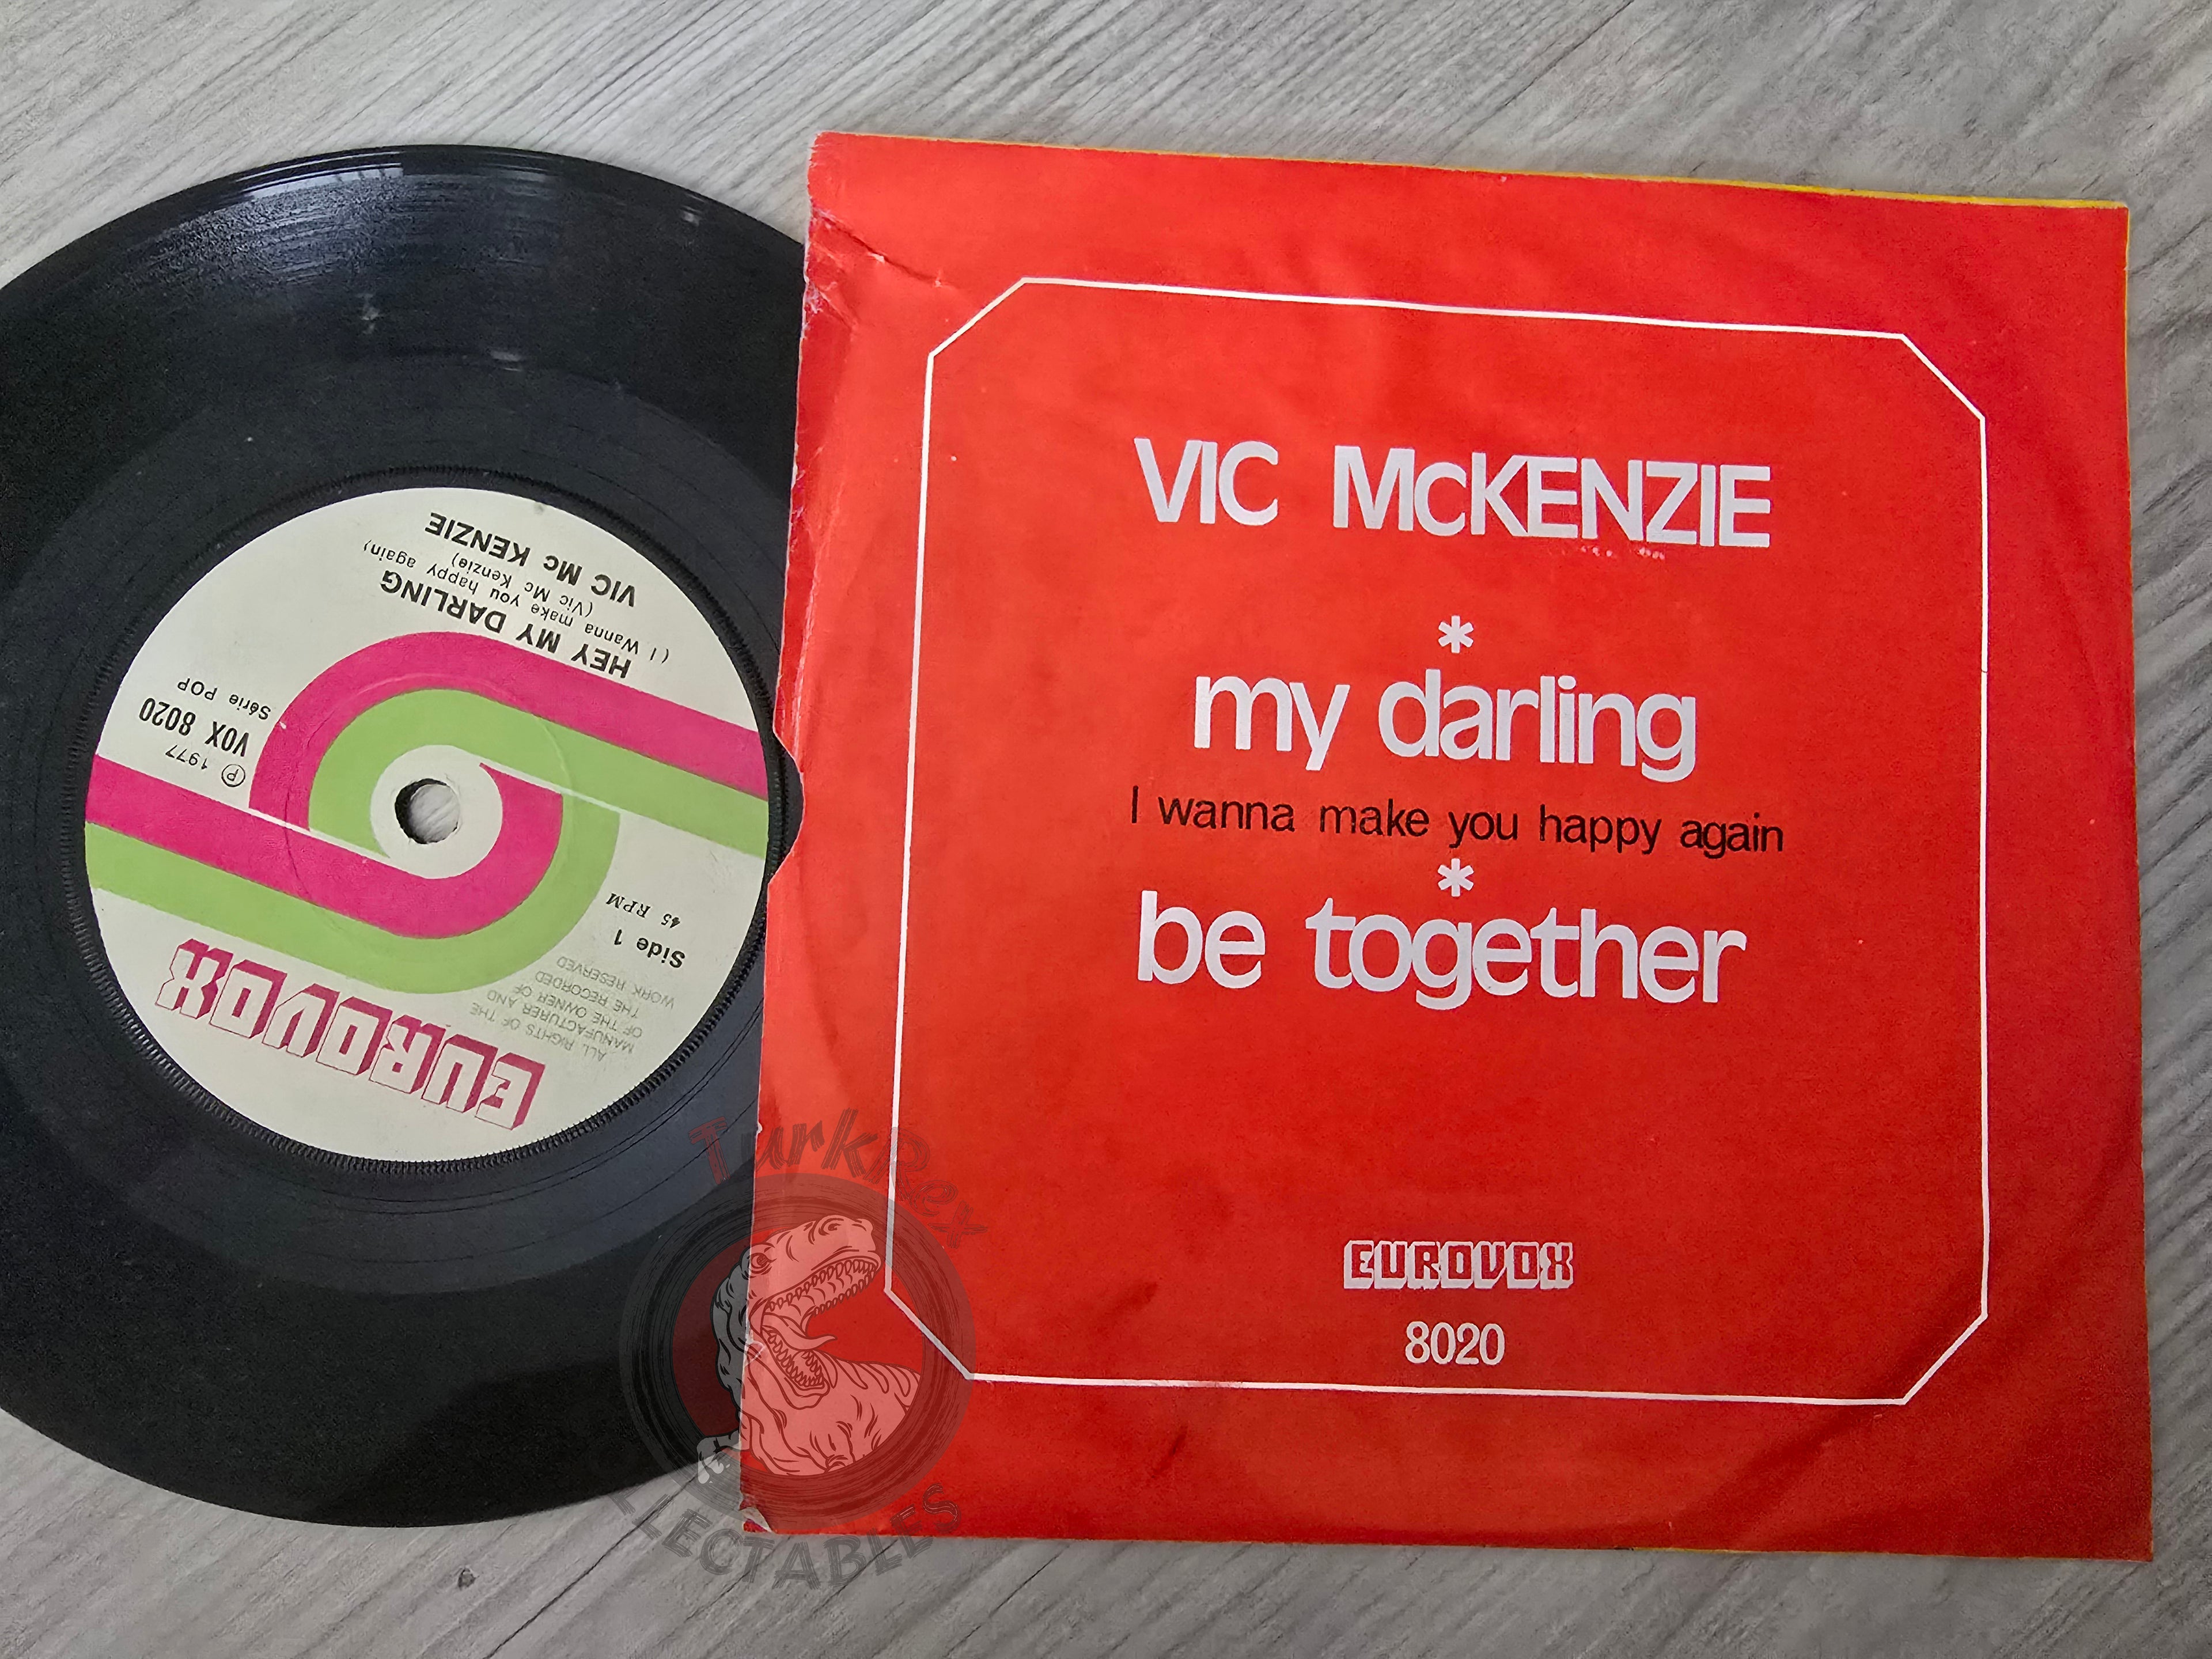 VIC McKENZIE
*
my darling
I wanna make you happy again
*
be together
EUROVOX
8020
EUROVOX
ALL RIGHTS OF THE
MANUFACTURER AND
OF THE OWNER OF
THE RECORDED
WORK RESERVED
Side 1
45 RPM
℗ 1977
VOX 8020
Série POP
HEY MY DARLING
( I Wanna make you happy again)
(Vic Mc Kenzie)
VIC Mc KENZIE
TurkRex
LLECTABLES